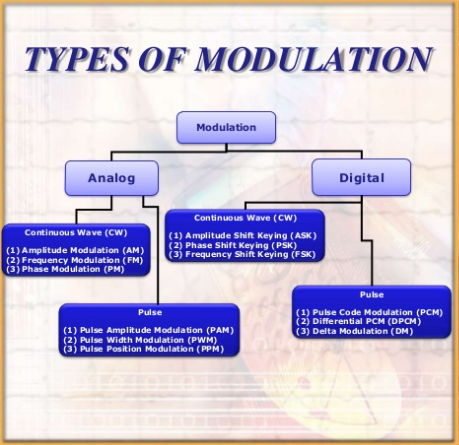 TYPES OF MODULATION
Modulation
Analog
Digital
Continuous Wave (CW)
(1) Amplitude Modulation (AM)
(2) Frequency Modulation (FM)
(3) Phase Modulation (PM)
Continuous Wave (CW)
(1) Amplitude Shift Keying (ASK)
(2) Phase Shift Keying (PSK)
(3) Frequency Shift Keying (FSK)
Pulse
(1) Pulse Amplitude Modulation (PAM)
(2) Pulse Width Modulation (PWM)
(3) Pulse Position Modulation (PPM)
Pulse
(1) Pulse Code Modulation (PCM)
(2) Differential PCM (DPCM)
(3) Delta Modulation (DM)